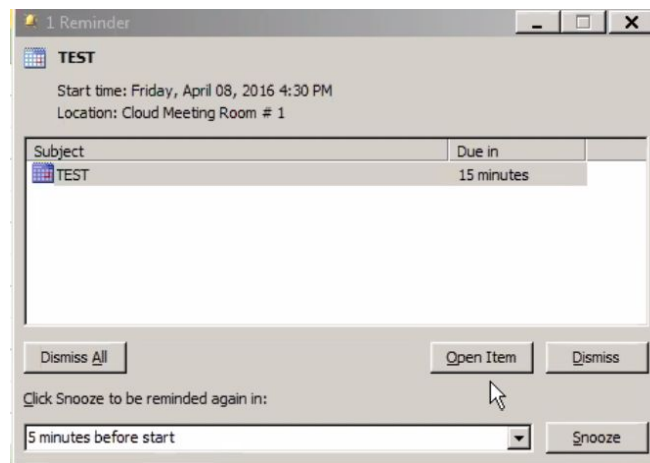 1 Reminder
TEST
Start time: Friday, April 08, 2016 4:30 PM
Location: Cloud Meeting Room # 1
Subject Due in
TEST 15 minutes
Dismiss All Open Item Dismiss
Click Snooze to be reminded again in:
5 minutes before start Snooze